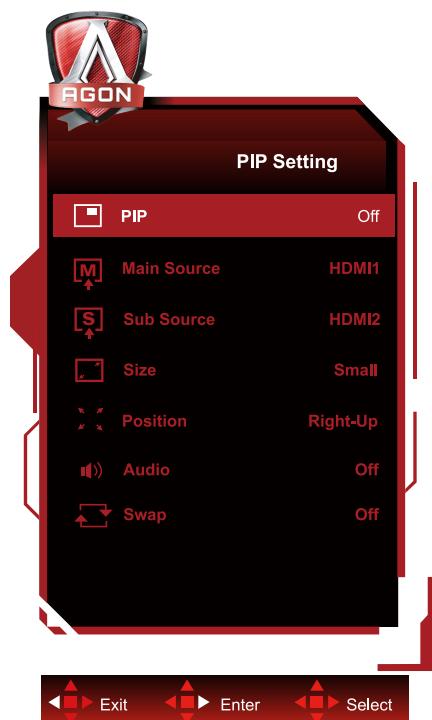 AGON
PIP Setting
PIP Off
M Main Source HDMI1
S Sub Source HDMI2
Size Small
Position Right-Up
Audio Off
Swap Off
Exit Enter Select